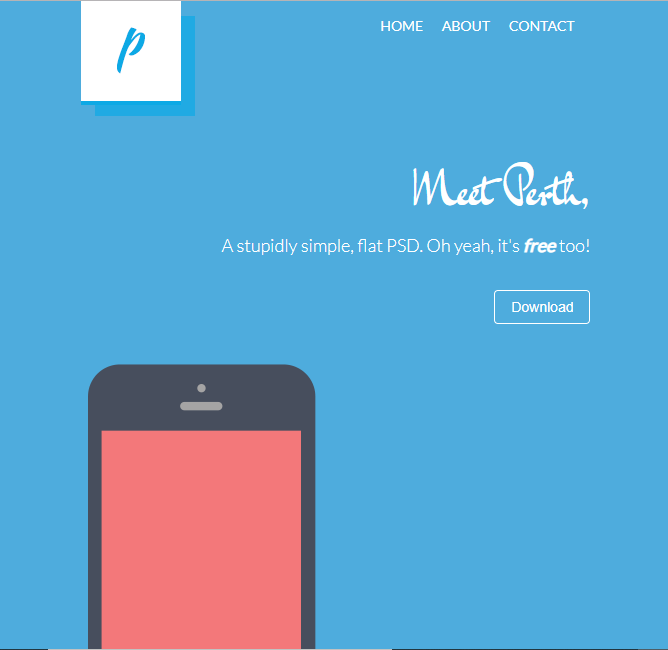 p
HOME ABOUT CONTACT
Meet Perth,
A stupidly simple, flat PSD. Oh yeah, it's free too!
Download